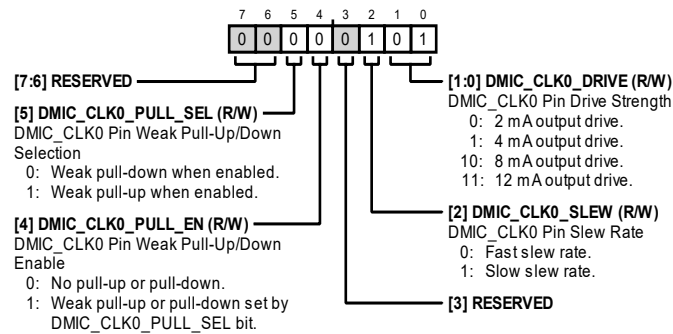 7 6 5 4 3 2 1 0
0 0 0 0 0 1 0 1
[7:6] RESERVED
[5] DMIC_CLK0_PULL_SEL (R/W)
DMIC_CLK0 Pin Weak Pull-Up/Down
Selection
0: Weak pull-down when enabled.
1: Weak pull-up when enabled.
[4] DMIC_CLK0_PULL_EN (R/W)
DMIC_CLK0 Pin Weak Pull-Up/Down
Enable
0: No pull-up or pull-down.
1: Weak pull-up or pull-down set by
DMIC_CLK0_PULL_SEL bit.
[1:0] DMIC_CLK0_DRIVE (R/W)
DMIC_CLK0 Pin Drive Strength
0: 2 mA output drive.
1: 4 mA output drive.
10: 8 mA output drive.
11: 12 mA output drive.
[2] DMIC_CLK0_SLEW (R/W)
DMIC_CLK0 Pin Slew Rate
0: Fast slew rate.
1: Slow slew rate.
[3] RESERVED